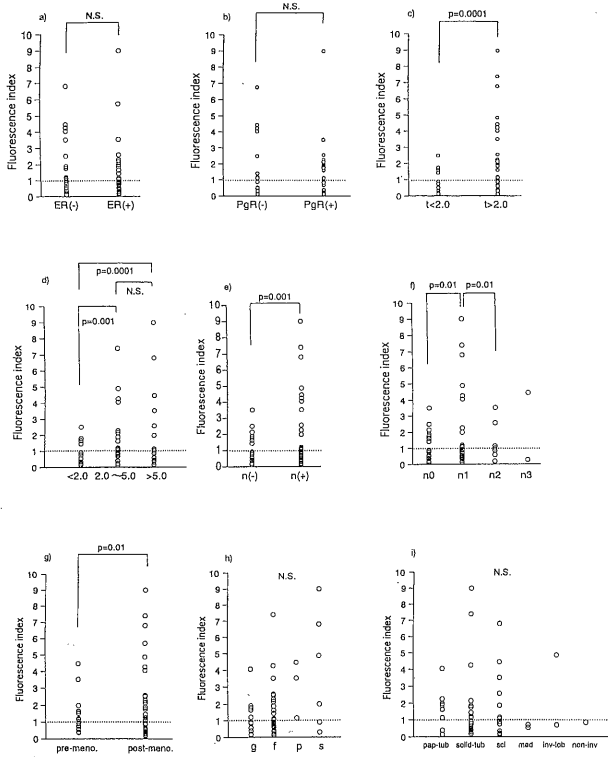 a)
N.S.
10
9
8
7
6
5
4
3
2
1
0
Fluorescence index
ER(-) ER(+)
b)
N.S.
10
9
8
7
6
5
4
3
2
1
0
Fluorescence index
PgR(-) PgR(+)
c)
p=0.0001
10
9
8
7
6
5
4
3
2
1
0
Fluorescence index
t<2.0 t>2.0
d)
p=0.0001
N.S.
p=0.001
10
9
8
7
6
5
4
3
2
1
0
Fluorescence index
<2.0 2.0~5.0 >5.0
e)
p=0.001
10
9
8
7
6
5
4
3
2
1
0
Fluorescence index
n(-) n(+)
f)
p=0.01 p=0.01
10
9
8
7
6
5
4
3
2
1
0
Fluorescence index
n0 n1 n2 n3
g)
p=0.01
10
9
8
7
6
5
4
3
2
1
0
Fluorescence index
pre-meno. post-meno.
h)
N.S.
10
9
8
7
6
5
4
3
2
1
0
Fluorescence index
g f p s
i)
N.S.
10
9
8
7
6
5
4
3
2
1
0
Fluorescence index
pap-tub solid-tub sci med inv-lob non-inv